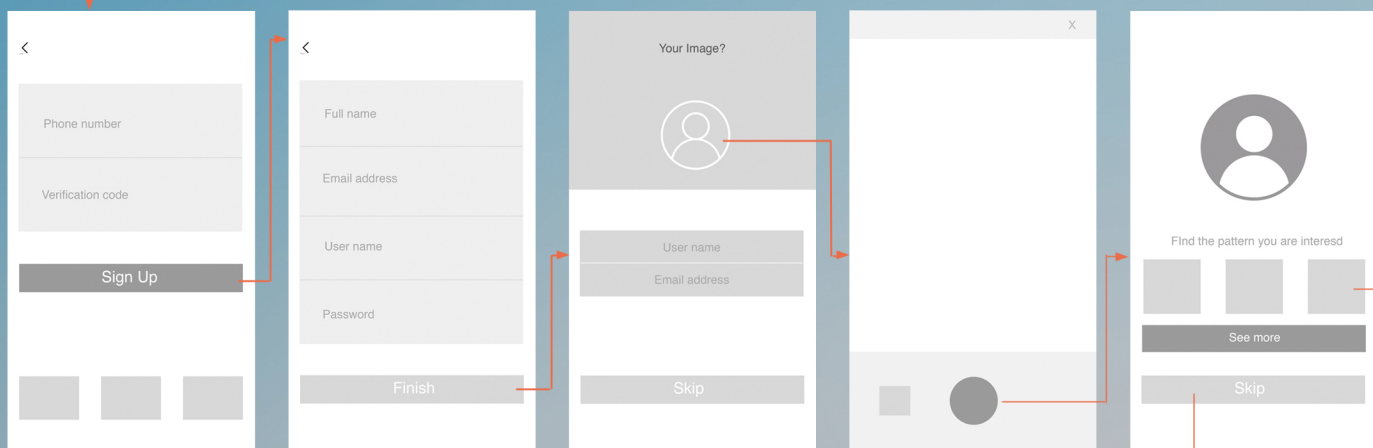 Phone number
Verification code
Sign Up
Full name
Email address
User name
Password
Finish
Your Image?
User name
Email address
Skip
X
FInd the pattern you are interesd
See more
Skip